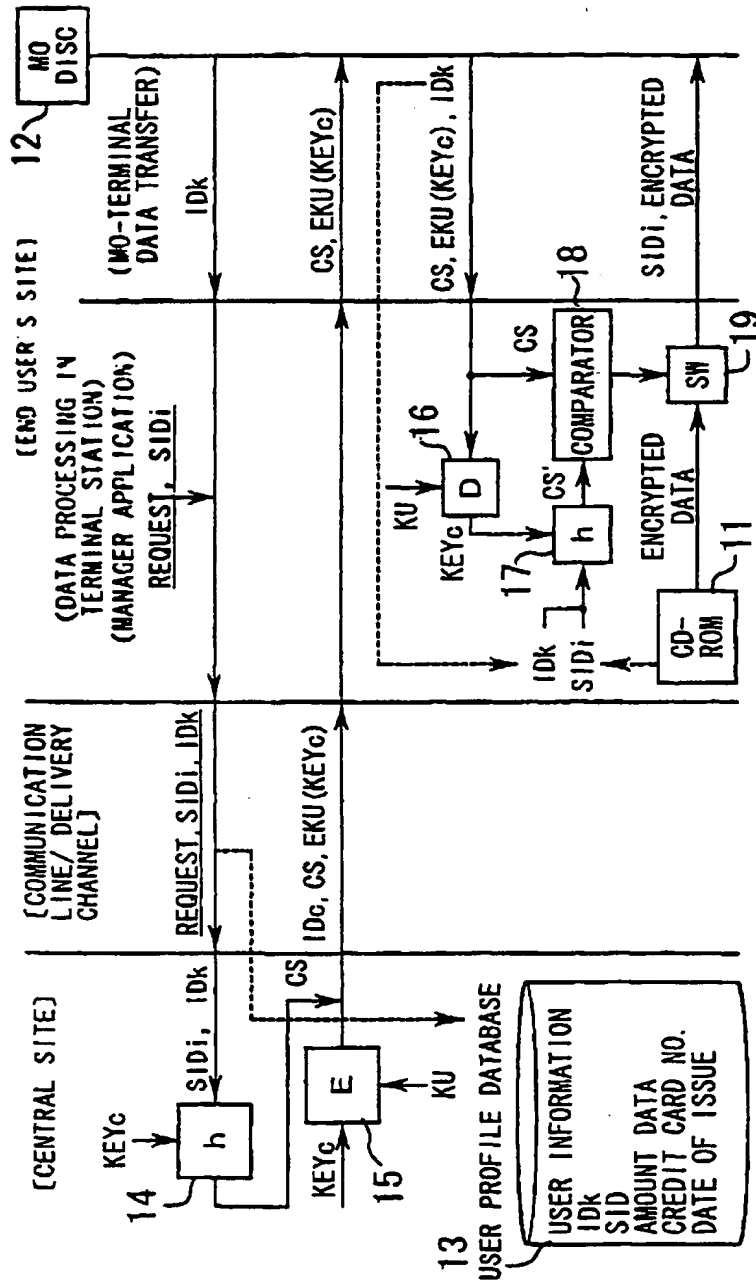 [CENTRAL SITE]
[COMMUNICATION
LINE/ DELIVERY
CHANNEL]
[END USER'S SITE]
(DATA PROCESSING IN
TERMINAL STATION)
(MANAGER APPLICATION)
REQUEST, SIDi
(MO-TERMINAL
DATA TRANSFER)
12
MO
DISC
KEYc
h
14
SIDi, IDk
REQUEST, SIDi, IDk
IDk
CS
KEYc
E
15
KU
IDc, CS, EKU(KEYc)
CS, EKU(KEYc)
CS, EKU(KEYc), IDk
KU
D
16
KEYc
CS
IDk
SIDi
h
17
CS'
COMPARATOR
18
CD-
ROM
11
ENCRYPTED
DATA
SW
19
SIDi, ENCRYPTED
DATA
13
USER PROFILE DATABASE
USER INFORMATION
IDk
SID
AMOUNT DATA
CREDIT CARD NO.
DATE OF ISSUE